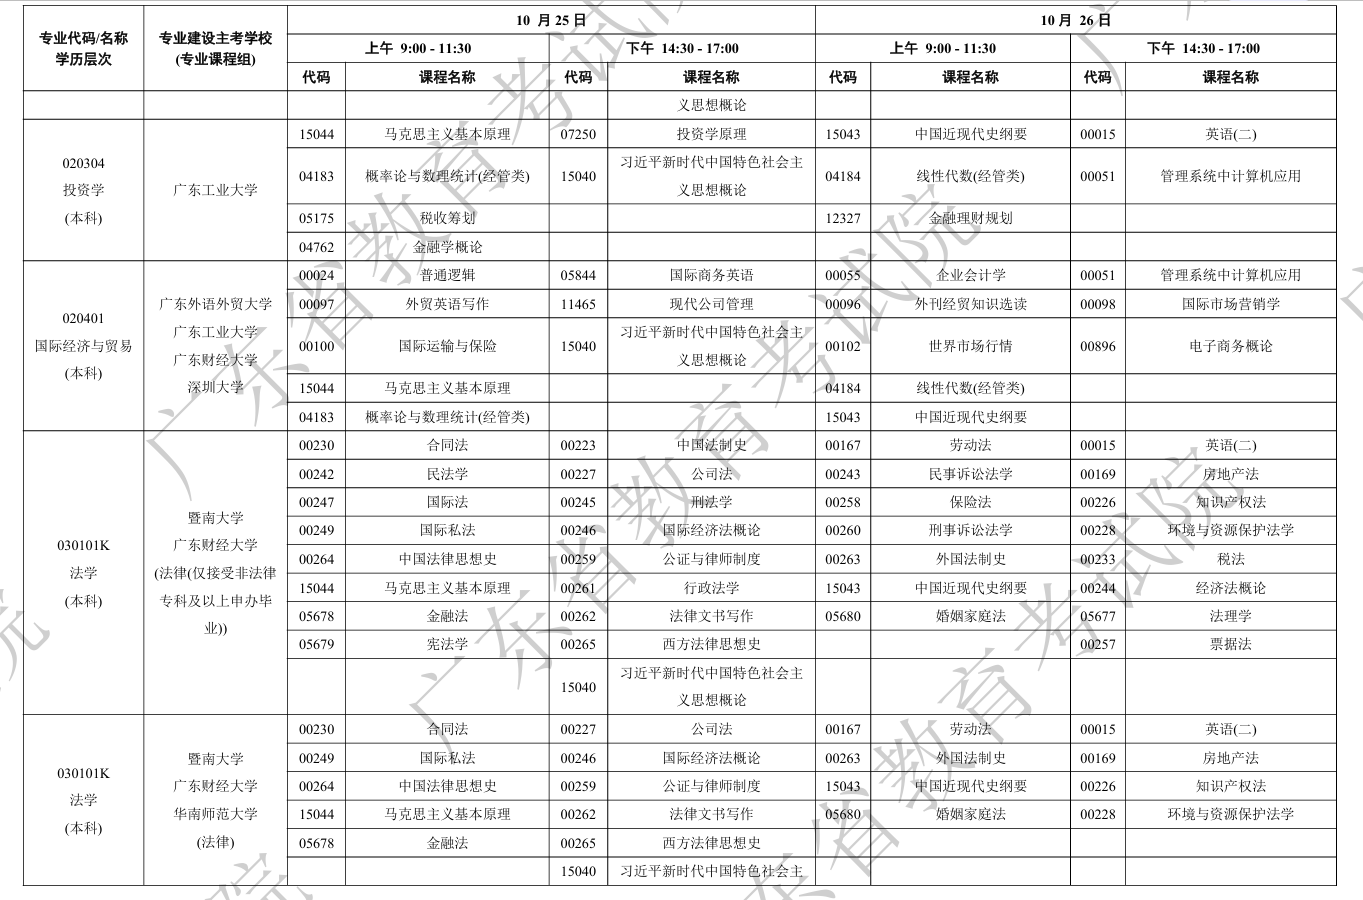 10 月 25 日 10 月 26 日
专业代码/名称 专业建设主考学校
学历层次 (专业课程组)
上午 9:00 - 11:30 下午 14:30 - 17:00 上午 9:00 - 11:30 下午 14:30 - 17:00
代码 课程名称 代码 课程名称 代码 课程名称 代码 课程名称
义思想概论
020304
投资学
(本科)
广东工业大学
15044 马克思主义基本原理 07250 投资学原理 15043 中国近现代史纲要 00015 英语(二)
04183 概率论与数理统计(经管类) 15040 习近平新时代中国特色社会主
义思想概论 04184 线性代数(经管类) 00051 管理系统中计算机应用
05175 税收筹划 12327 金融理财规划
04762 金融学概论
020401
国际经济与贸易
(本科)
广东外语外贸大学
广东工业大学
广东财经大学
深圳大学
00024 普通逻辑 05844 国际商务英语 00055 企业会计学 00051 管理系统中计算机应用
00097 外贸英语写作 11465 现代公司管理 00096 外刊经贸知识选读 00098 国际市场营销学
00100 国际运输与保险 15040 习近平新时代中国特色社会主
义思想概论 00102 世界市场行情 00896 电子商务概论
15044 马克思主义基本原理 04184 线性代数(经管类)
04183 概率论与数理统计(经管类) 15043 中国近现代史纲要
030101K
法学
(本科)
暨南大学
广东财经大学
(法律(仅接受非法律
专科及以上申办毕
业))
00230 合同法 00223 中国法制史 00167 劳动法 00015 英语(二)
00242 民法学 00227 公司法 00243 民事诉讼法学 00169 房地产法
00247 国际法 00245 刑法学 00258 保险法 00226 知识产权法
00249 国际私法 00246 国际经济法概论 00260 刑事诉讼法学 00228 环境与资源保护法学
00264 中国法律思想史 00259 公证与律师制度 00263 外国法制史 00233 税法
15044 马克思主义基本原理 00261 行政法学 15043 中国近现代史纲要 00244 经济法概论
05678 金融法 00262 法律文书写作 05680 婚姻家庭法 05677 法理学
05679 宪法学 00265 西方法律思想史 00257 票据法
15040 习近平新时代中国特色社会主
义思想概论
030101K
法学
(本科)
暨南大学
广东财经大学
华南师范大学
(法律)
00230 合同法 00227 公司法 00167 劳动法 00015 英语(二)
00249 国际私法 00246 国际经济法概论 00263 外国法制史 00169 房地产法
00264 中国法律思想史 00259 公证与律师制度 15043 中国近现代史纲要 00226 知识产权法
15044 马克思主义基本原理 00262 法律文书写作 05680 婚姻家庭法 00228 环境与资源保护法学
05678 金融法 00265 西方法律思想史
15040 习近平新时代中国特色社会主
广东省教育考试院
广东省教育考试院
东省教育考试院